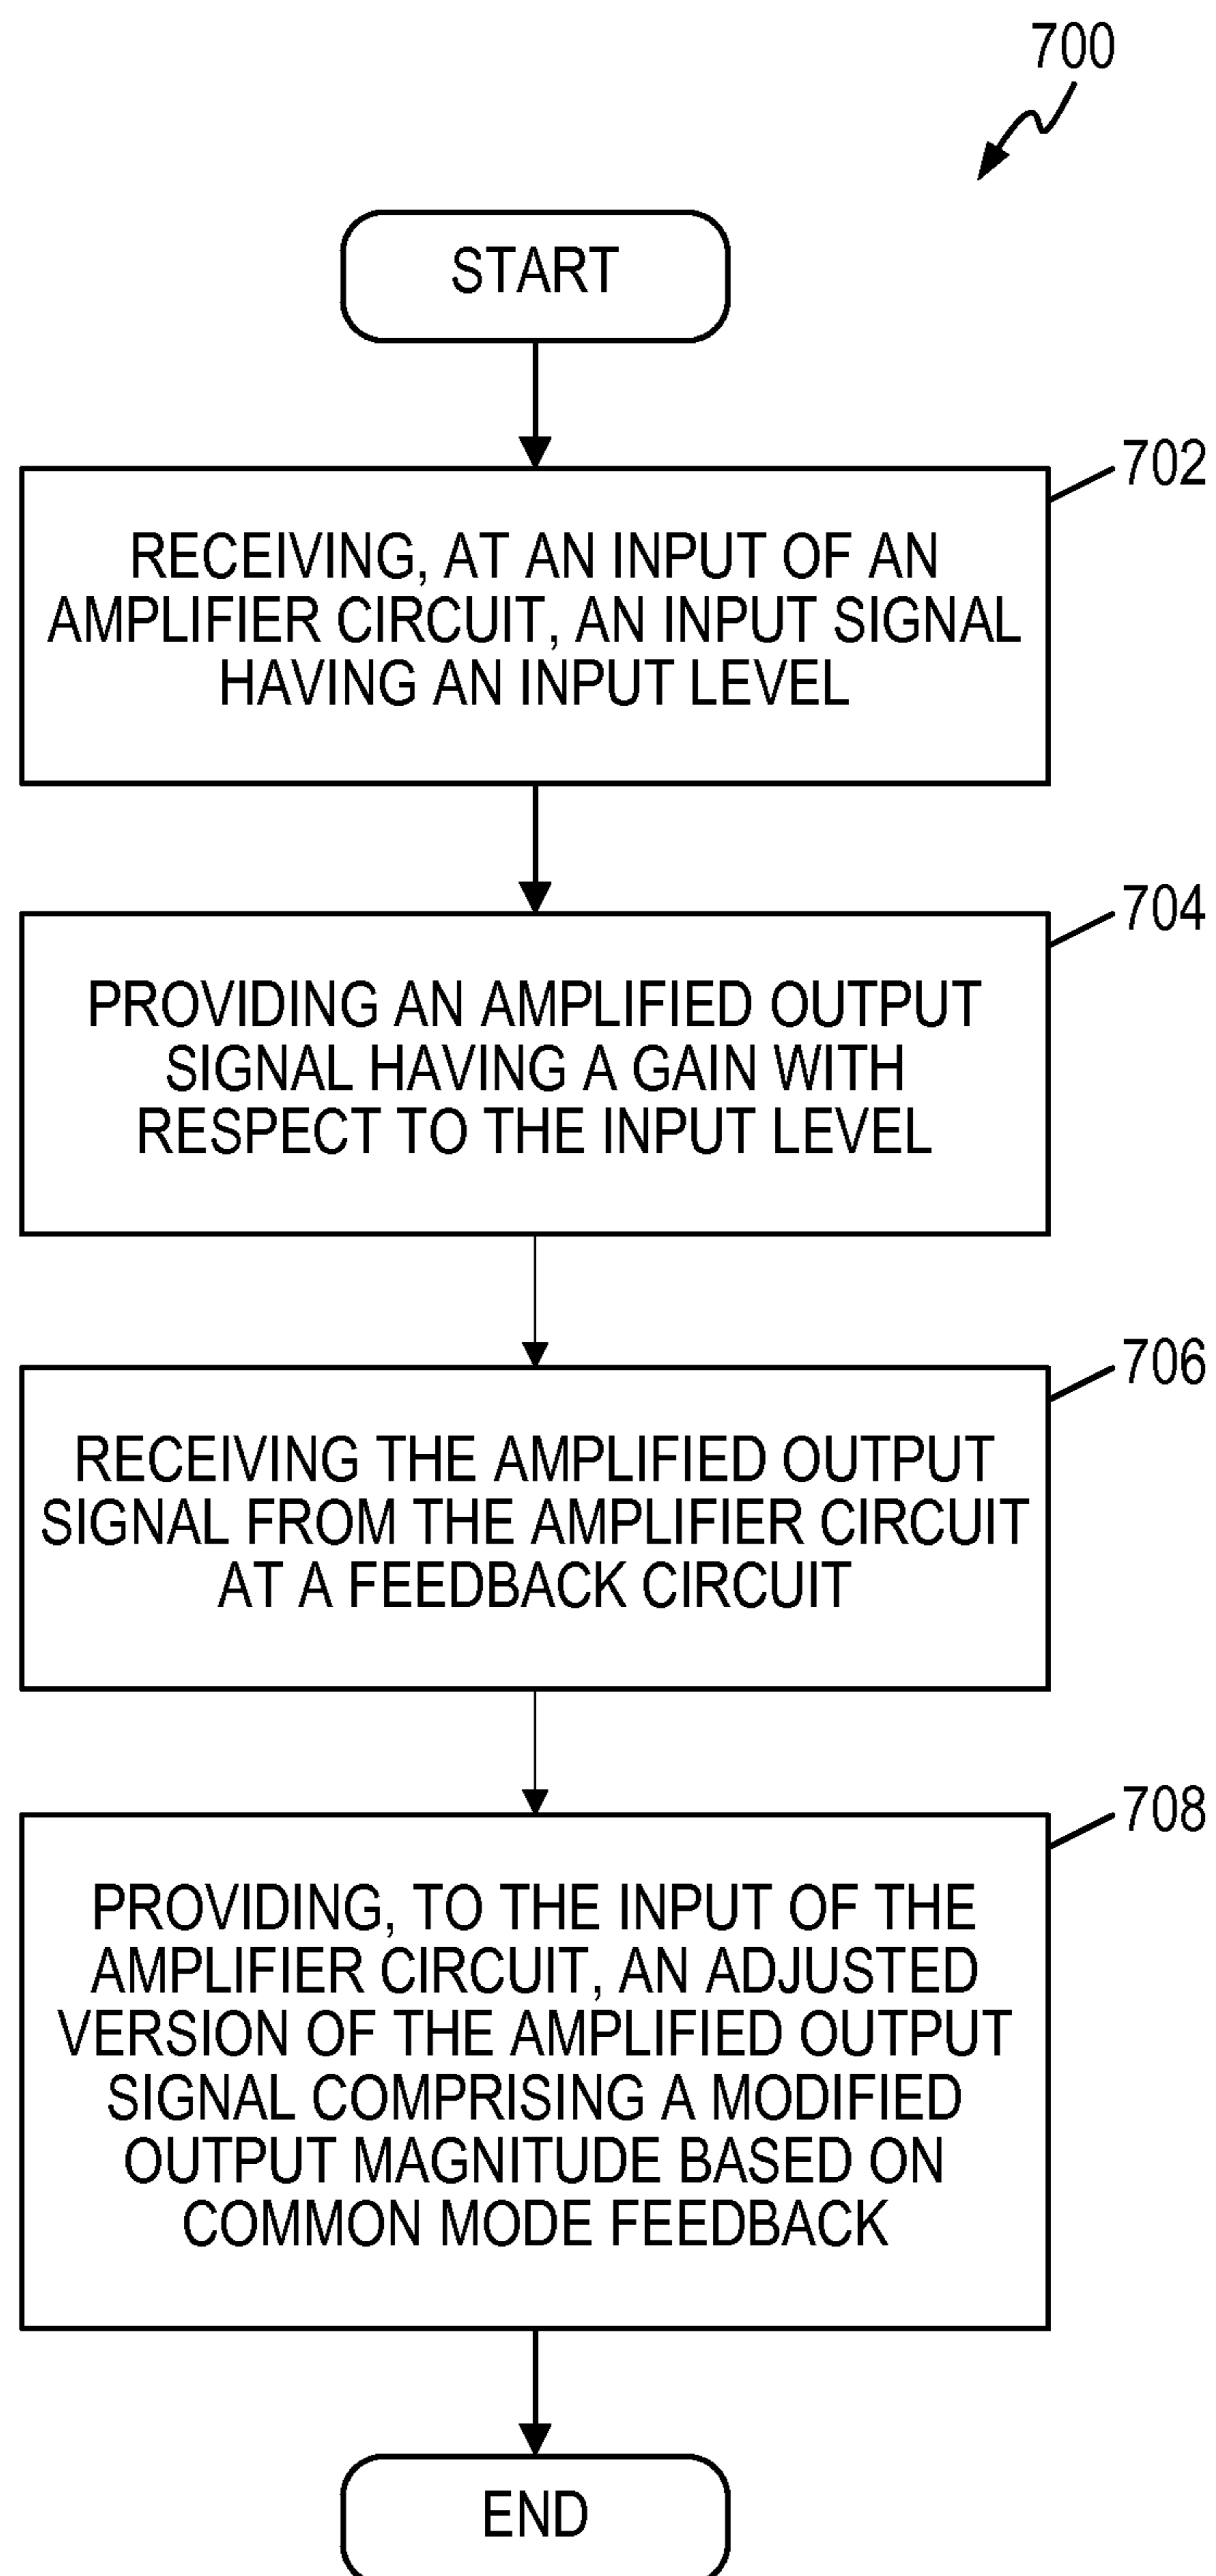 700
START
702
RECEIVING, AT AN INPUT OF AN
AMPLIFIER CIRCUIT, AN INPUT SIGNAL
HAVING AN INPUT LEVEL
704
PROVIDING AN AMPLIFIED OUTPUT
SIGNAL HAVING A GAIN WITH
RESPECT TO THE INPUT LEVEL
706
RECEIVING THE AMPLIFIED OUTPUT
SIGNAL FROM THE AMPLIFIER CIRCUIT
AT A FEEDBACK CIRCUIT
708
PROVIDING, TO THE INPUT OF THE
AMPLIFIER CIRCUIT, AN ADJUSTED
VERSION OF THE AMPLIFIED OUTPUT
SIGNAL COMPRISING A MODIFIED
OUTPUT MAGNITUDE BASED ON
COMMON MODE FEEDBACK
END